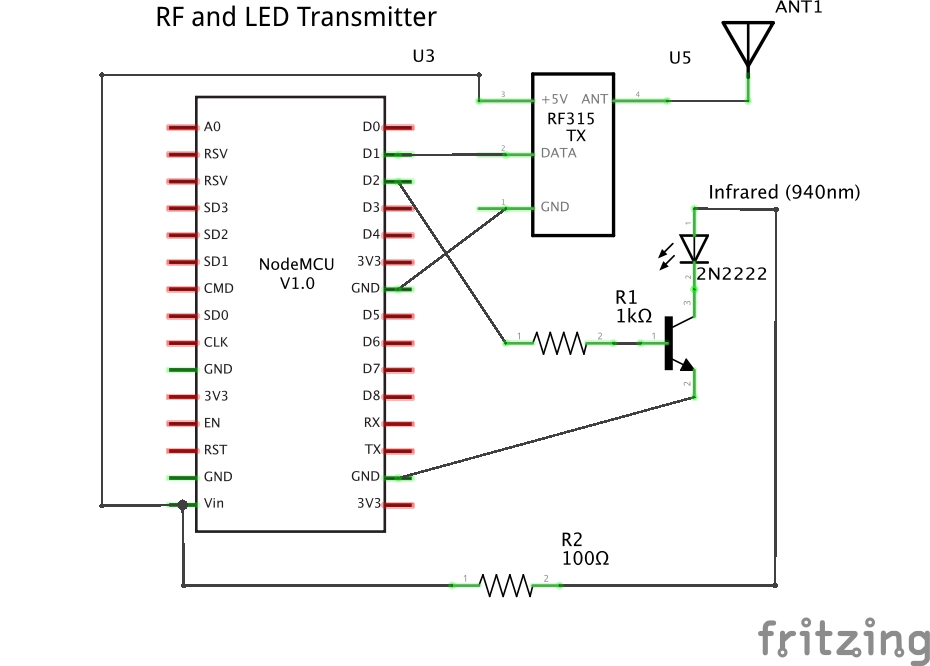 RF and LED Transmitter
ANT1
U3
U5
3
+5V
ANT
4
RF315
TX
2
DATA
1
GND
A0
RSV
RSV
SD3
SD2
SD1
CMD
SD0
CLK
GND
3V3
EN
RST
GND
Vin
NodeMCU
V1.0
D0
D1
D2
D3
D4
3V3
GND
D5
D6
D7
D8
RX
TX
GND
3V3
Infrared (940nm)
1
2
2N2222
3
R1
1kΩ
1
2
1
2
R2
100Ω
1
2
fritzing